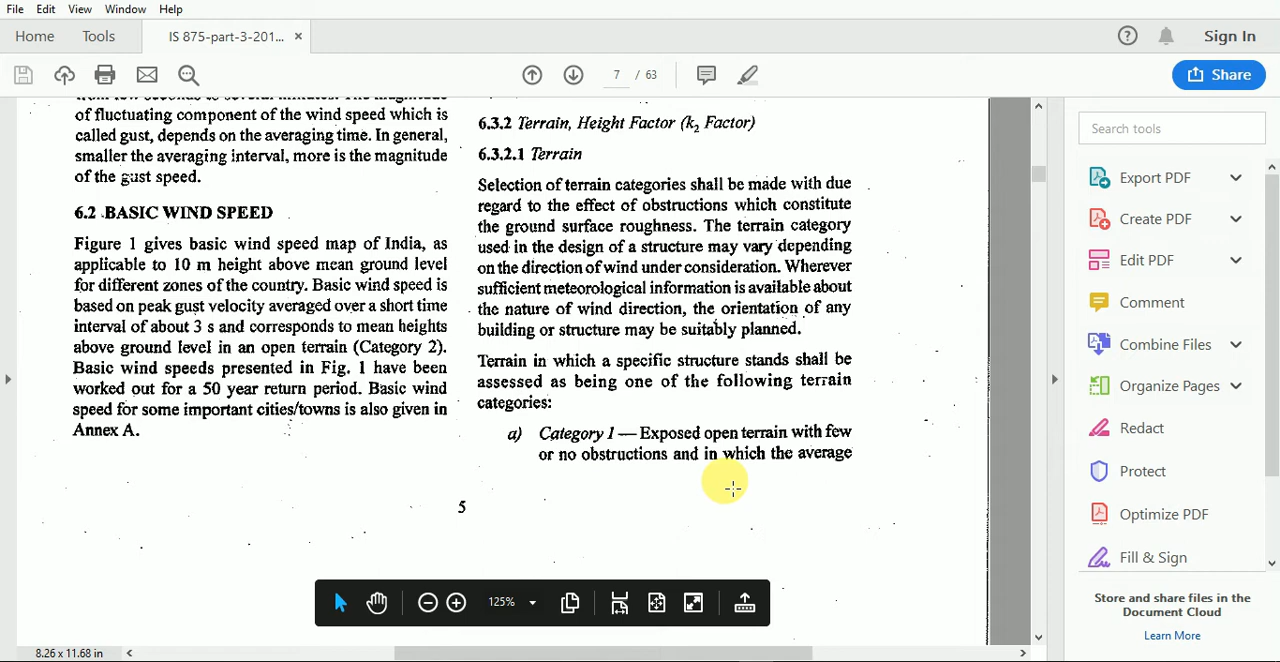 File Edit View Window Help
Home Tools IS 875-part-3-201... × Sign In
7 / 63 Share
of fluctuating component of the wind speed which is
called gust, depends on the averaging time. In general,
smaller the averaging interval, more is the magnitude
of the gust speed.
6.2 BASIC WIND SPEED
Figure 1 gives basic wind speed map of India, as
applicable to 10 m height above mean ground level
for different zones of the country. Basic wind speed is
based on peak gust velocity averaged over a short time
interval of about 3 s and corresponds to mean heights
above ground level in an open terrain (Category 2).
Basic wind speeds presented in Fig. 1 have been
worked out for a 50 year return period. Basic wind
speed for some important cities/towns is also given in
Annex A.
6.3.2 Terrain, Height Factor (k2 Factor)
6.3.2.1 Terrain
Selection of terrain categories shall be made with due
regard to the effect of obstructions which constitute
the ground surface roughness. The terrain category
used in the design of a structure may vary depending
on the direction of wind under consideration. Wherever
sufficient meteorological information is available about
the nature of wind direction, the orientation of any
building or structure may be suitably planned.
Terrain in which a specific structure stands shall be
assessed as being one of the following terrain
categories:
a) Category 1 — Exposed open terrain with few
or no obstructions and in which the average
5
125%
8.26 x 11.68 in
Search tools
Export PDF
Create PDF
Edit PDF
Comment
Combine Files
Organize Pages
Redact
Protect
Optimize PDF
Fill & Sign
Store and share files in the
Document Cloud
Learn More